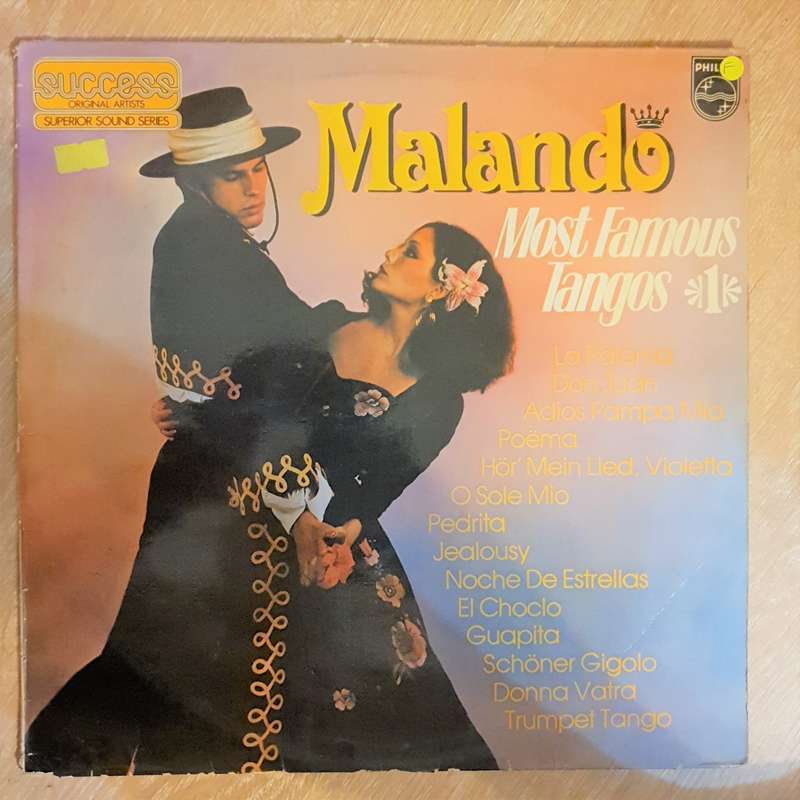 success
ORIGINAL ARTISTS
SUPERIOR SOUND SERIES
PHIL
F
Malando
Most Famous
Tangos *1*
La Paloma
Don Juan
Adios Pampa Mia
Poëma
Hör' Mein Lied, Violetta
O Sole Mio
Pedrita
Jealousy
Noche De Estrellas
El Choclo
Guapita
Schöner Gigolo
Donna Vatra
Trumpet Tango